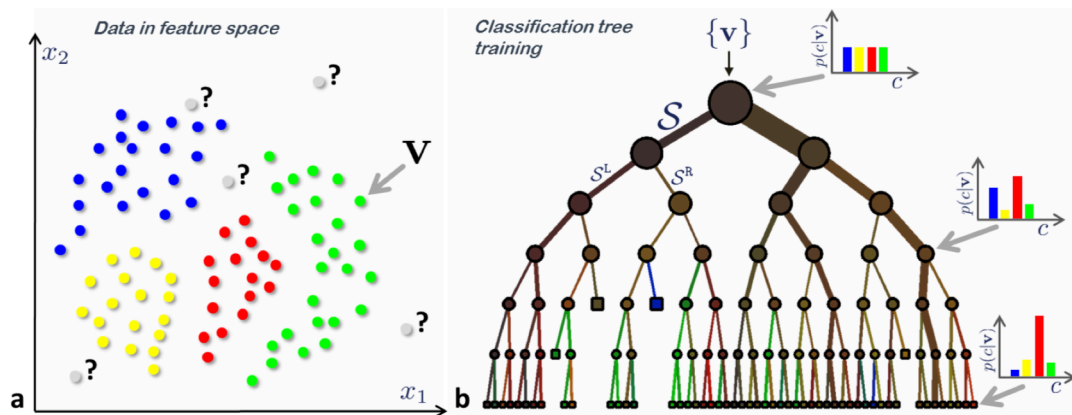 Data in feature space
x₂
?
?
?
V
?
?
x₁
a
Classification tree
training
{v}
S
Sᴸ
Sᴿ
p(c|v)
c
p(c|v)
c
p(c|v)
c
b